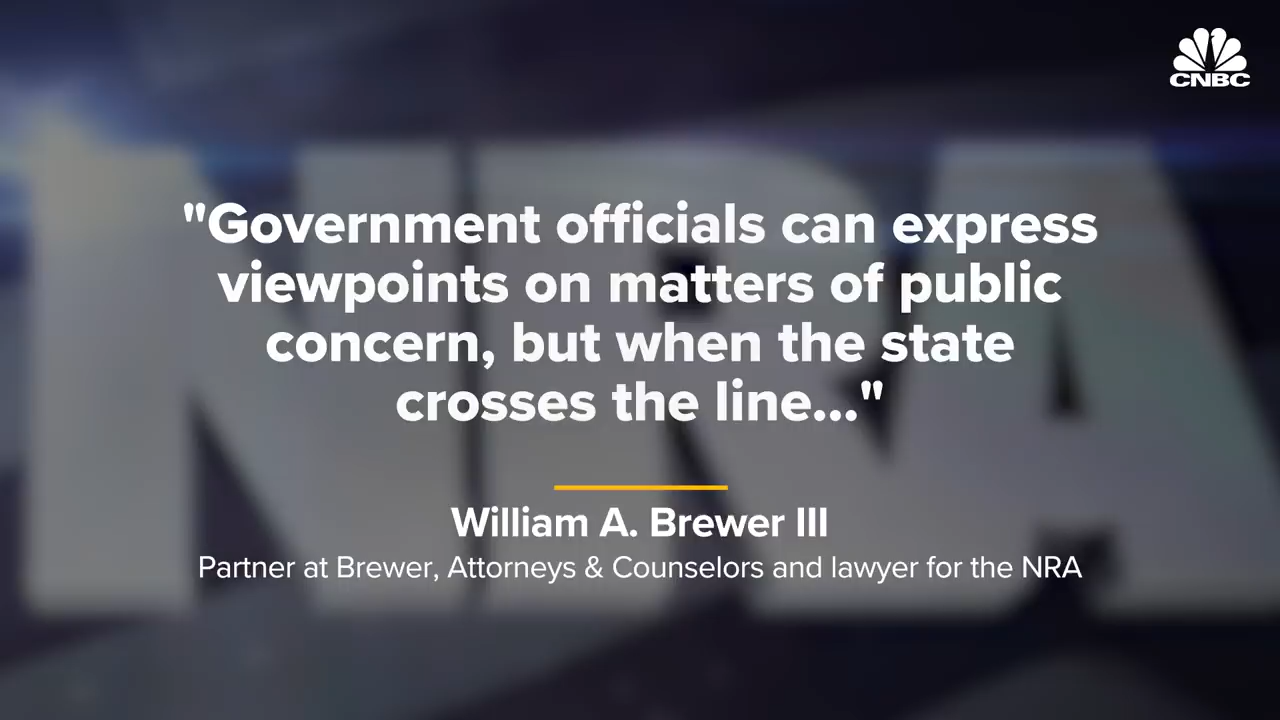 CNBC
"Government officials can express
viewpoints on matters of public
concern, but when the state
crosses the line..."
William A. Brewer III
Partner at Brewer, Attorneys & Counselors and lawyer for the NRA
NRA